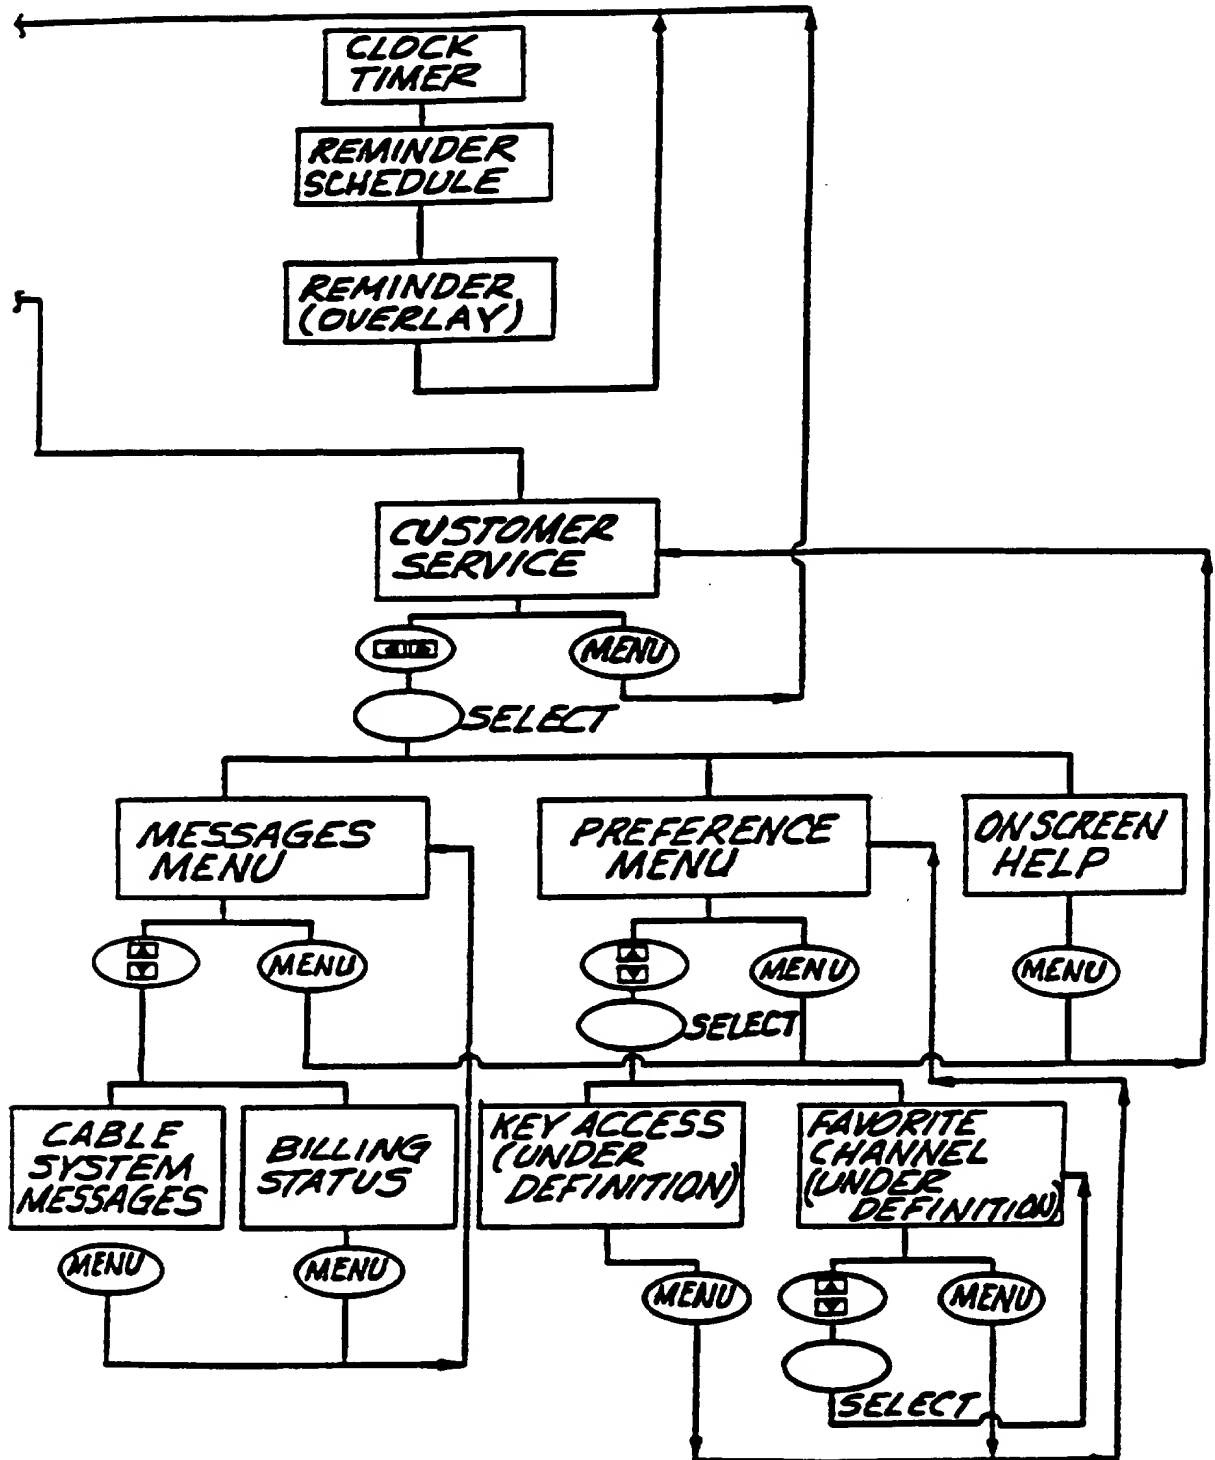 CLOCK
TIMER
REMINDER
SCHEDULE
REMINDER
(OVERLAY)
CUSTOMER
SERVICE
MENU
SELECT
MESSAGES
MENU
PREFERENCE
MENU
ON SCREEN
HELP
MENU
MENU
MENU
SELECT
CABLE
SYSTEM
MESSAGES
BILLING
STATUS
KEY ACCESS
(UNDER
DEFINITION)
FAVORITE
CHANNEL
(UNDER
DEFINITION)
MENU
MENU
MENU
MENU
SELECT